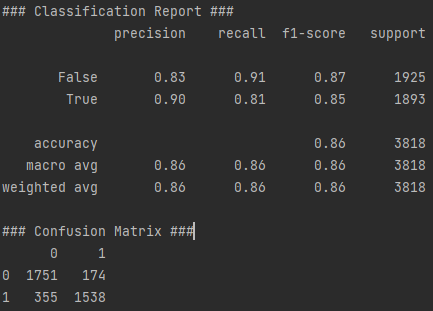 ### Classification Report ###
precision recall f1-score support
False 0.83 0.91 0.87 1925
True 0.90 0.81 0.85 1893
accuracy 0.86 3818
macro avg 0.86 0.86 0.86 3818
weighted avg 0.86 0.86 0.86 3818
### Confusion Matrix ###
0 1
0 1751 174
1 355 1538